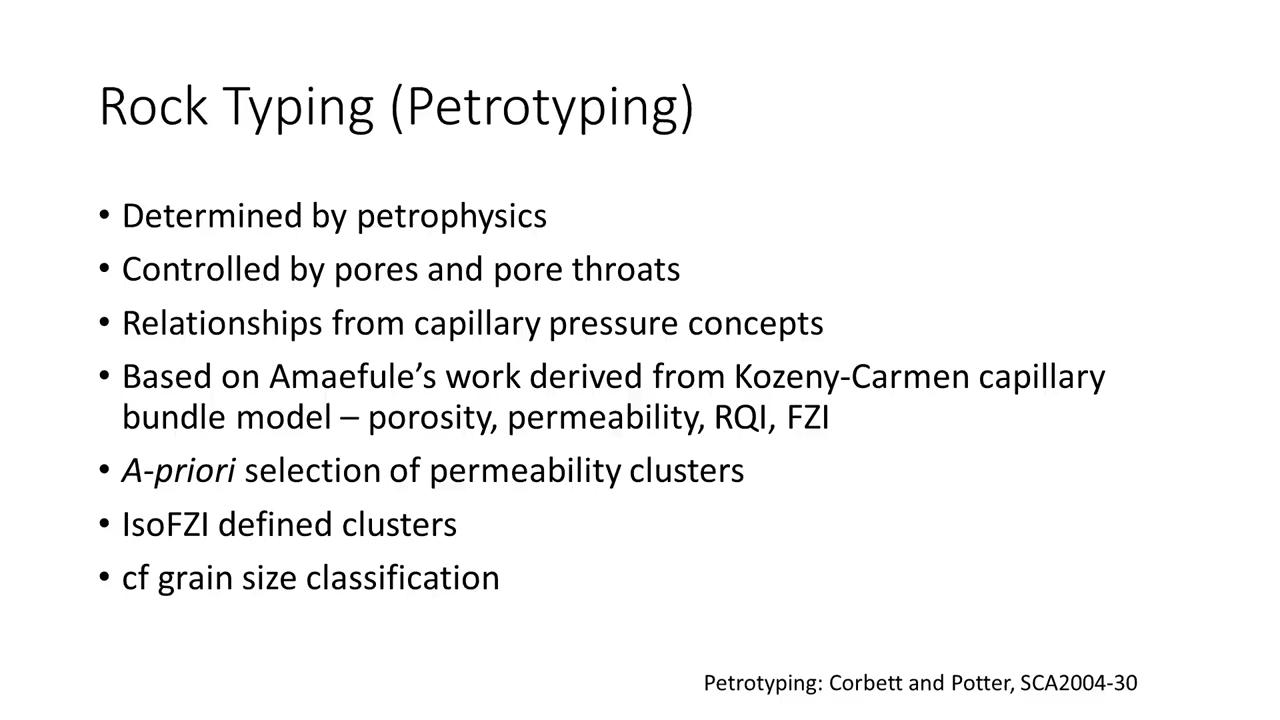 Rock Typing (Petrotyping)
• Determined by petrophysics
• Controlled by pores and pore throats
• Relationships from capillary pressure concepts
• Based on Amaefule’s work derived from Kozeny-Carmen capillary
bundle model – porosity, permeability, RQI, FZI
• A-priori selection of permeability clusters
• IsoFZI defined clusters
• cf grain size classification
Petrotyping: Corbett and Potter, SCA2004-30